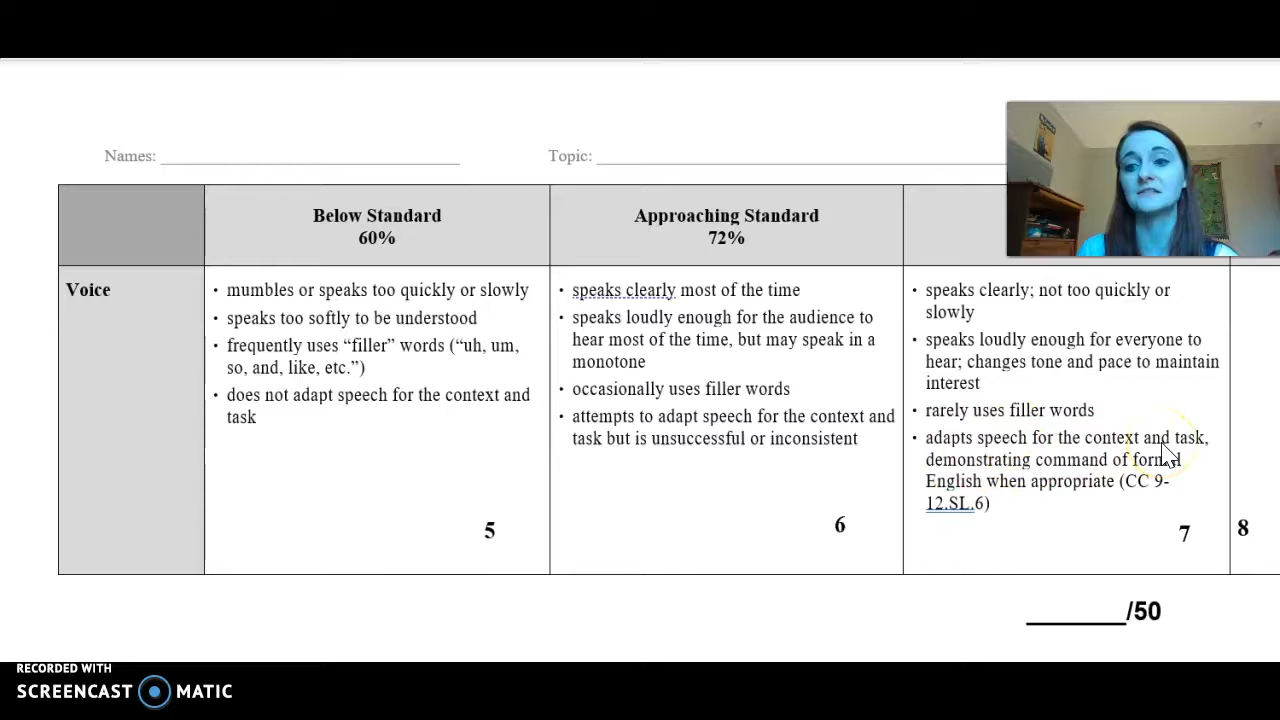 Names:
Topic:
Below Standard
60%
Approaching Standard
72%
Voice
• mumbles or speaks too quickly or slowly
• speaks too softly to be understood
• frequently uses “filler” words (“uh, um,
so, and, like, etc.”)
• does not adapt speech for the context and
task
5
• speaks clearly most of the time
• speaks loudly enough for the audience to
hear most of the time, but may speak in a
monotone
• occasionally uses filler words
• attempts to adapt speech for the context and
task but is unsuccessful or inconsistent
6
• speaks clearly; not too quickly or
slowly
• speaks loudly enough for everyone to
hear; changes tone and pace to maintain
interest
• rarely uses filler words
• adapts speech for the context and task,
demonstrating command of formal
English when appropriate (CC 9-
12.SL.6)
7
8
/50
RECORDED WITH
SCREENCAST MATIC